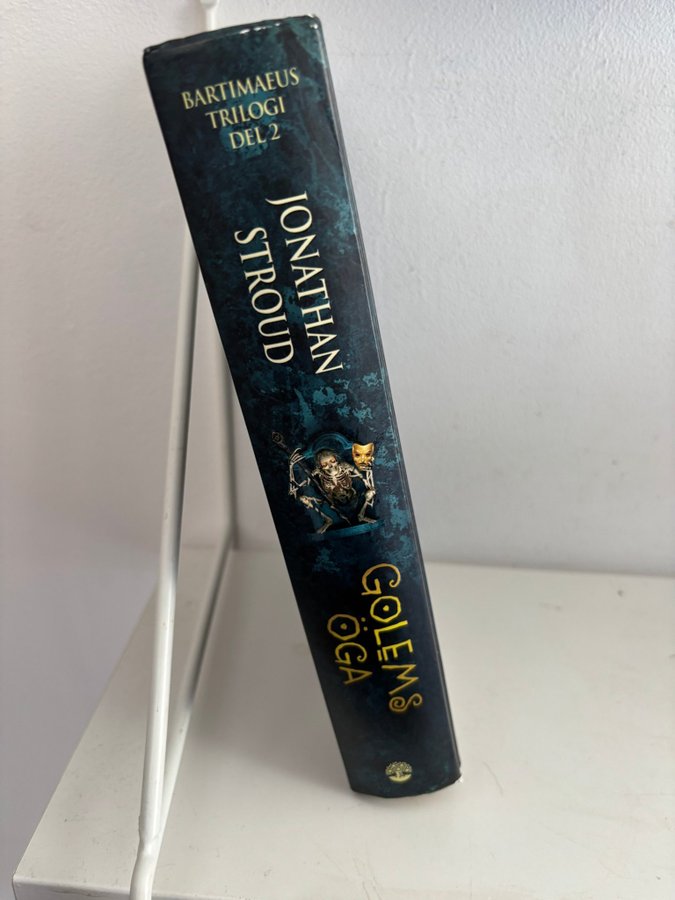 BARTIMAEUS
TRILOGI
DEL 2
JONATHAN
STROUD
GOLEMS
ÖGA